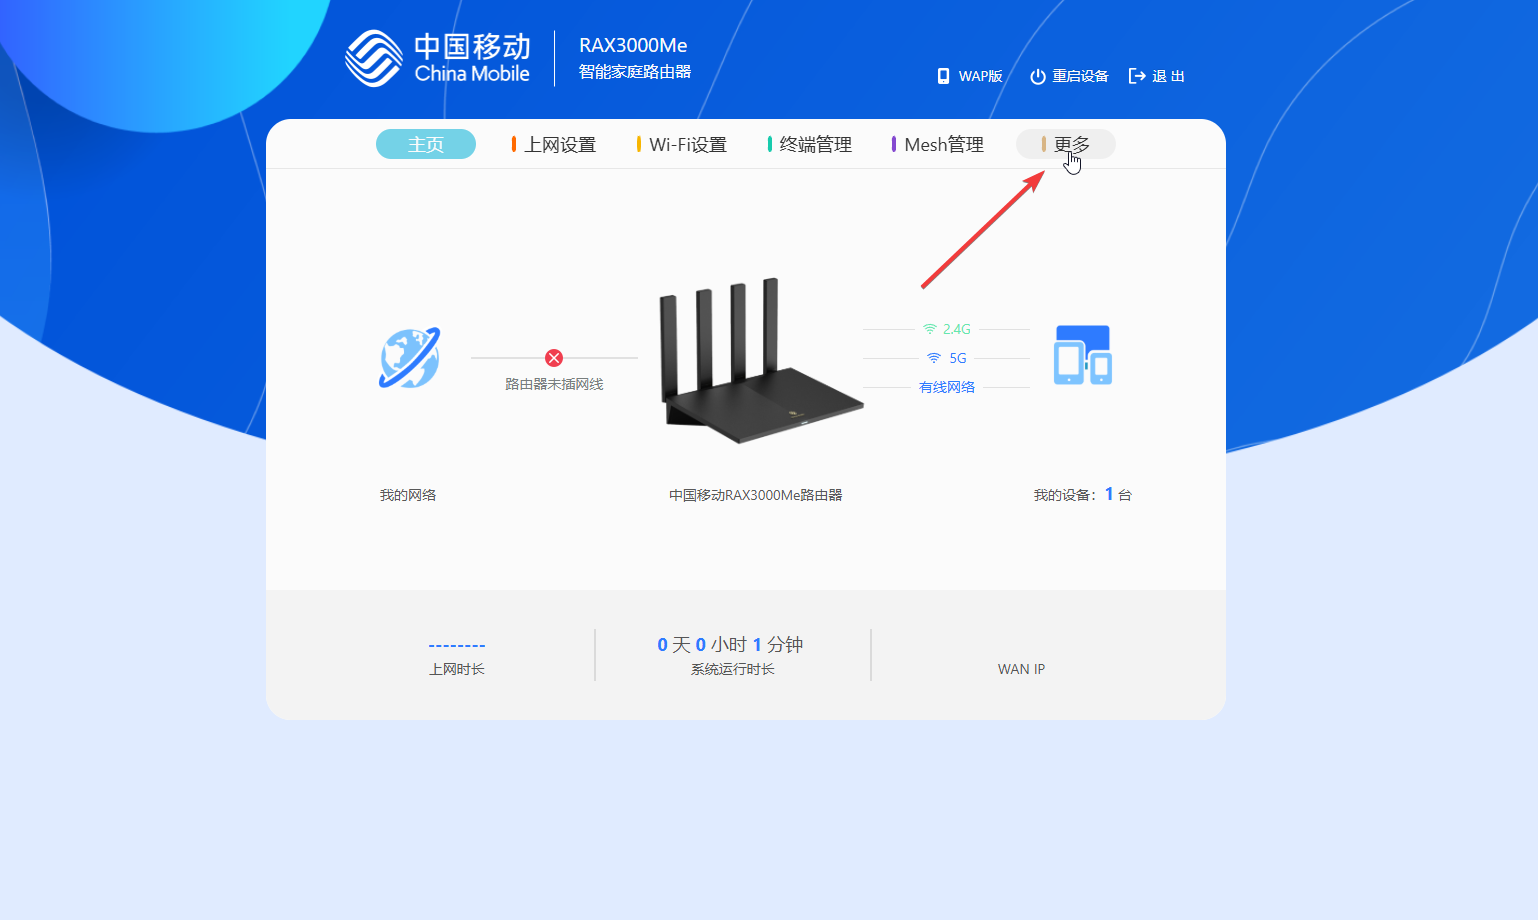 中国移动
China Mobile
RAX3000Me
智能家庭路由器
WAP版
重启设备
退 出
主页
上网设置
Wi-Fi设置
终端管理
Mesh管理
更多
2.4G
5G
有线网络
路由器未插网线
我的网络
中国移动RAX3000Me路由器
我的设备：1 台
--------
上网时长
0 天 0 小时 1 分钟
系统运行时长
WAN IP